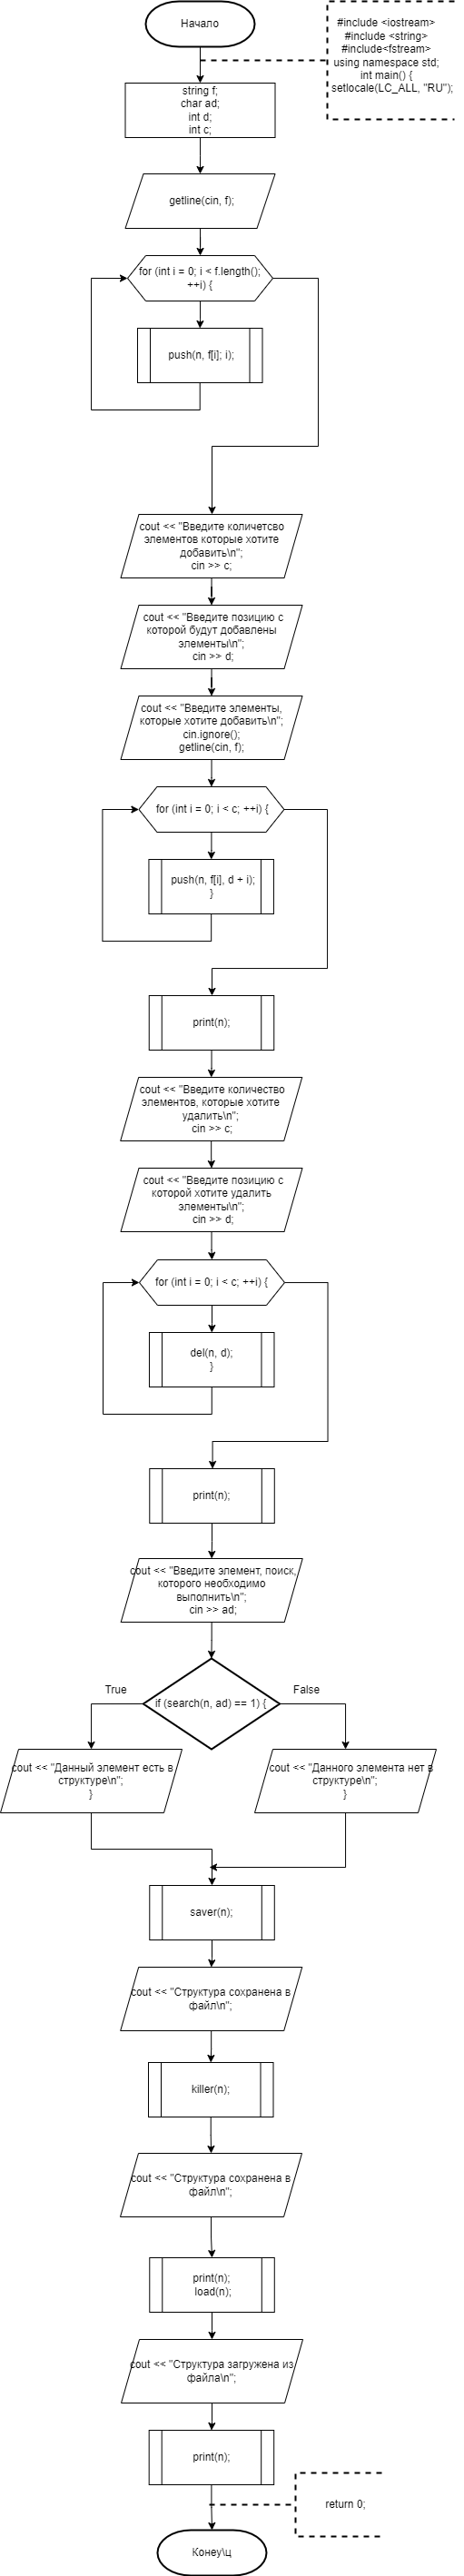 Начало
#include <iostream>
#include <string>
#include<fstream>
using namespace std;
int main() {
setlocale(LC_ALL, "RU");
string f;
char ad;
int d;
int c;
getline(cin, f);
for (int i = 0; i < f.length();
++i) {
push(n, f[i]; i);
cout << "Введите количетсво
элементов которые хотите
добавить\n";
cin >> c;
cout << "Введите позицию с
которой будут добавлены
элементы\n";
cin >> d;
cout << "Введите элементы,
которые хотите добавить\n";
cin.ignore();
getline(cin, f);
for (int i = 0; i < c; ++i) {
push(n, f[i], d + i);
}
print(n);
cout << "Введите количество
элементов, которые хотите
удалить\n";
cin >> c;
cout << "Введите позицию с
которой хотите удалить
элементы\n";
cin >> d;
for (int i = 0; i < c; ++i) {
del(n, d);
}
print(n);
cout << "Введите элемент, поиск,
которого необходимо
выполнить\n";
cin >> ad;
if (search(n, ad) == 1) {
True
False
cout << "Данный элемент есть в
структуре\n";
}
cout << "Данного элемента нет в
структуре\n";
}
saver(n);
cout << "Структура сохранена в
файл\n";
killer(n);
cout << "Структура сохранена в
файл\n";
print(n);
load(n);
cout << "Структура загружена из
файла\n";
print(n);
return 0;
Конеу\ц